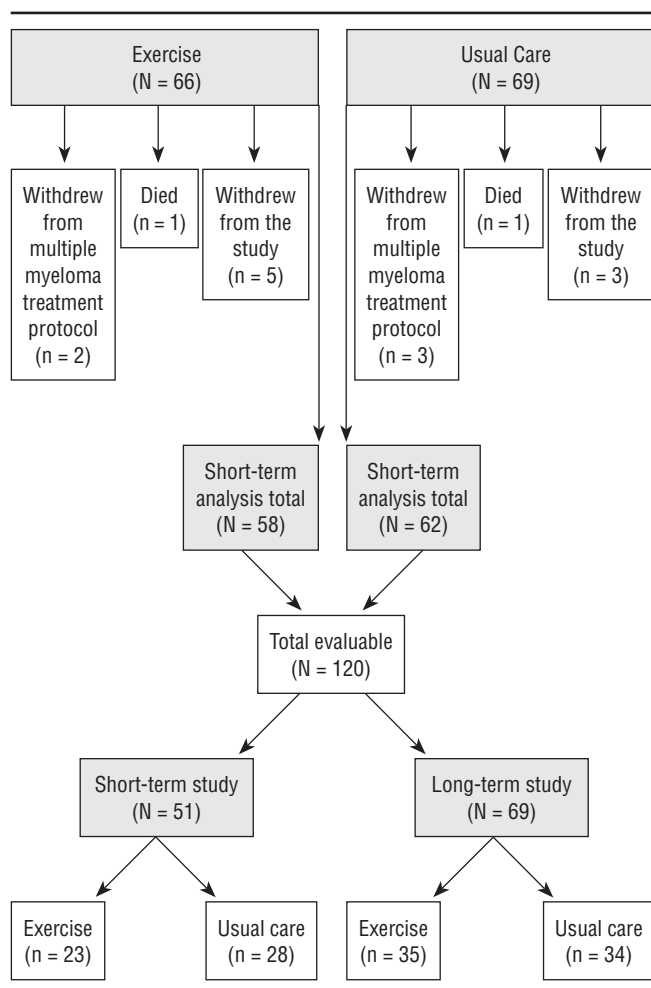 Exercise
(N = 66)
Usual Care
(N = 69)
Withdrew
from
multiple
myeloma
treatment
protocol
(n = 2)
Died
(n = 1)
Withdrew
from the
study
(n = 5)
Withdrew
from
multiple
myeloma
treatment
protocol
(n = 3)
Died
(n = 1)
Withdrew
from the
study
(n = 3)
Short-term
analysis total
(N = 58)
Short-term
analysis total
(N = 62)
Total evaluable
(N = 120)
Short-term study
(N = 51)
Long-term study
(N = 69)
Exercise
(n = 23)
Usual care
(n = 28)
Exercise
(n = 35)
Usual care
(n = 34)